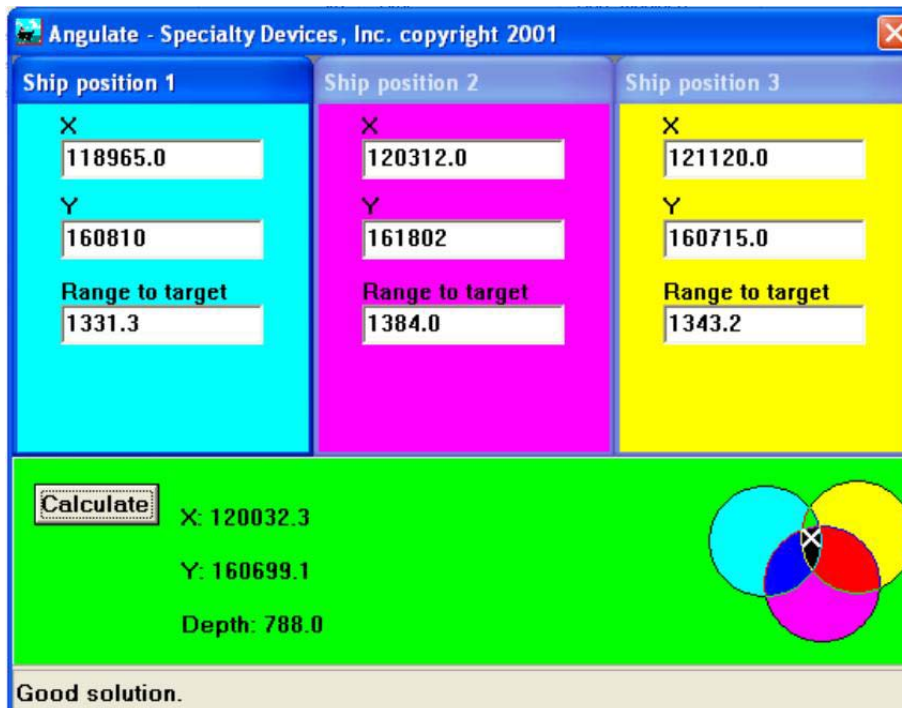 Angulate - Specialty Devices, Inc. copyright 2001
Ship position 1
X
118965.0
Y
160810
Range to target
1331.3
Ship position 2
X
120312.0
Y
161802
Range to target
1384.0
Ship position 3
X
121120.0
Y
160715.0
Range to target
1343.2
Calculate
X: 120032.3
Y: 160699.1
Depth: 788.0
Good solution.